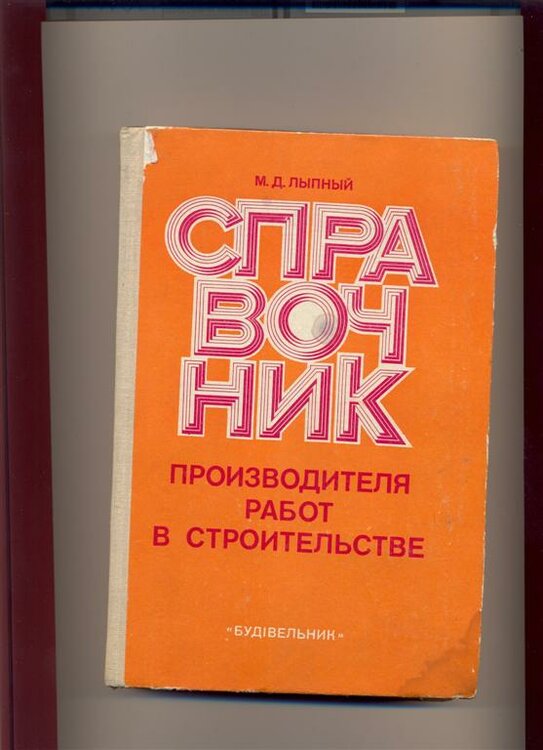 М. Д. ЛЫПНЫЙ
СПРА
ВОЧ
НИК
ПРОИЗВОДИТЕЛЯ
РАБОТ
В СТРОИТЕЛЬСТВЕ
"БУДІВЕЛЬНИК"